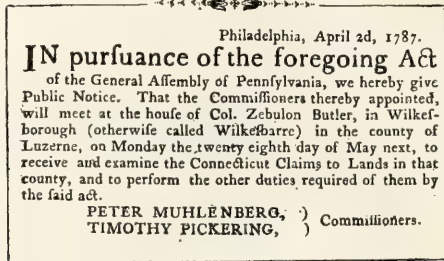 Philadelphia, April 2d, 1787.
IN purſuance of the foregoing Act
of the General Aſſembly of Pennſylvania, we hereby give
Public Notice. That the Commiſſioners thereby appointed,
will meet at the houſe of Col. Zebulon Butler, in Wilkeſ-
borough (otherwiſe called Wilkeſbarre) in the county of
Luzerne, on Monday the twenty eighth day of May next, to
receive and examine the Connecticut Claims to Lands in that
county, and to perform the other duties required of them by
the ſaid act.
PETER MUHLENBERG, )
TIMOTHY PICKERING, ) Commiſſioners.